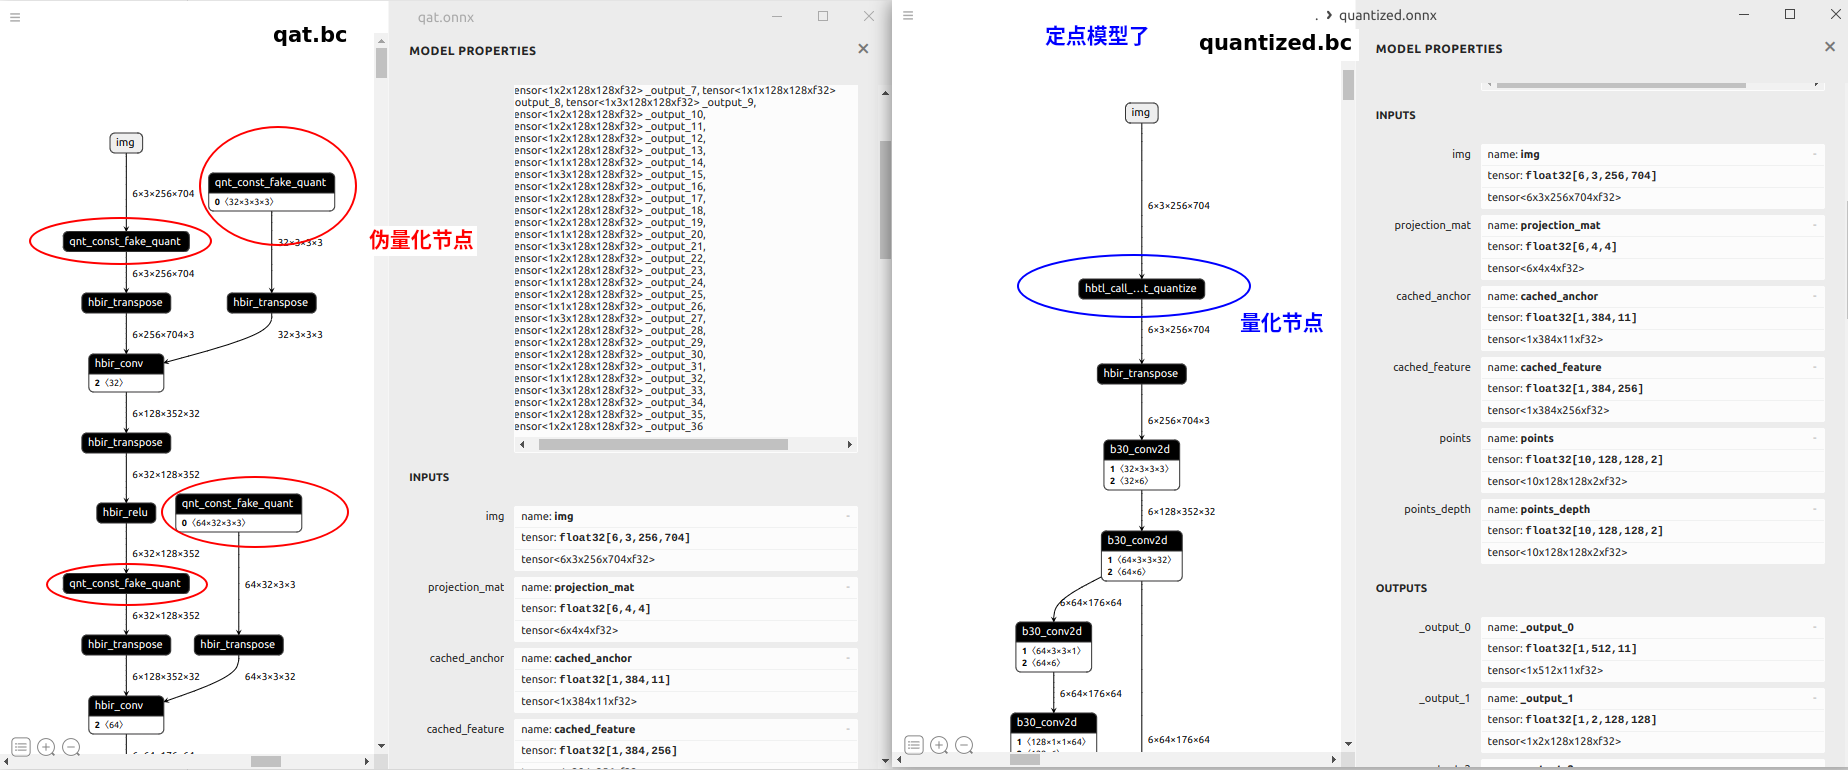 qat.bc
img
6×3×256×704
qnt_const_fake_quant
0 〈32×3×3×3〉
qnt_const_fake_quant
32×3×3×3
伪量化节点
6×3×256×704
hbir_transpose
hbir_transpose
6×256×704×3
32×3×3×3
hbir_conv
2 〈32〉
6×128×352×32
hbir_transpose
6×32×128×352
hbir_relu
qnt_const_fake_quant
0 〈64×32×3×3〉
6×32×128×352
qnt_const_fake_quant
64×32×3×3
6×32×128×352
hbir_transpose
hbir_transpose
6×128×352×32
64×3×3×32
hbir_conv
2 〈64〉
qat.onnx
MODEL PROPERTIES
ensor<1x2x128x128xf32> _output_7, tensor<1x1x128x128xf32>
output_8, tensor<1x3x128x128xf32> _output_9,
ensor<1x2x128x128xf32> _output_10,
ensor<1x2x128x128xf32> _output_11,
ensor<1x2x128x128xf32> _output_12,
ensor<1x2x128x128xf32> _output_13,
ensor<1x1x128x128xf32> _output_14,
ensor<1x3x128x128xf32> _output_15,
ensor<1x2x128x128xf32> _output_16,
ensor<1x2x128x128xf32> _output_17,
ensor<1x2x128x128xf32> _output_18,
ensor<1x2x128x128xf32> _output_19,
ensor<1x1x128x128xf32> _output_20,
ensor<1x3x128x128xf32> _output_21,
ensor<1x2x128x128xf32> _output_22,
ensor<1x2x128x128xf32> _output_23,
ensor<1x1x128x128xf32> _output_24,
ensor<1x2x128x128xf32> _output_25,
ensor<1x1x128x128xf32> _output_26,
ensor<1x3x128x128xf32> _output_27,
ensor<1x2x128x128xf32> _output_28,
ensor<1x2x128x128xf32> _output_29,
ensor<1x2x128x128xf32> _output_30,
ensor<1x2x128x128xf32> _output_31,
ensor<1x1x128x128xf32> _output_32,
ensor<1x3x128x128xf32> _output_33,
ensor<1x2x128x128xf32> _output_34,
ensor<1x2x128x128xf32> _output_35,
ensor<1x2x128x128xf32> _output_36
INPUTS
img
name: img
tensor: float32[6,3,256,704]
tensor<6x3x256x704xf32>
projection_mat
name: projection_mat
tensor: float32[6,4,4]
tensor<6x4x4xf32>
cached_anchor
name: cached_anchor
tensor: float32[1,384,11]
tensor<1x384x11xf32>
cached_feature
name: cached_feature
tensor: float32[1,384,256]
定点模型了
quantized.bc
img
6×3×256×704
hbtl_call_...t_quantize
量化节点
6×3×256×704
hbir_transpose
6×256×704×3
b30_conv2d
1 〈32×3×3×3〉
2 〈32×6〉
6×128×352×32
b30_conv2d
1 〈64×3×3×32〉
2 〈64×6〉
6×64×176×64
b30_conv2d
1 〈64×3×3×1〉
2 〈64×6〉
6×64×176×64
b30_conv2d
1 〈128×1×1×64〉
6×64×176×64
. › quantized.onnx
MODEL PROPERTIES
INPUTS
img
name: img
tensor: float32[6,3,256,704]
tensor<6x3x256x704xf32>
projection_mat
name: projection_mat
tensor: float32[6,4,4]
tensor<6x4x4xf32>
cached_anchor
name: cached_anchor
tensor: float32[1,384,11]
tensor<1x384x11xf32>
cached_feature
name: cached_feature
tensor: float32[1,384,256]
tensor<1x384x256xf32>
points
name: points
tensor: float32[10,128,128,2]
tensor<10x128x128x2xf32>
points_depth
name: points_depth
tensor: float32[10,128,128,2]
tensor<10x128x128x2xf32>
OUTPUTS
_output_0
name: _output_0
tensor: float32[1,512,11]
tensor<1x512x11xf32>
_output_1
name: _output_1
tensor: float32[1,2,128,128]
tensor<1x2x128x128xf32>